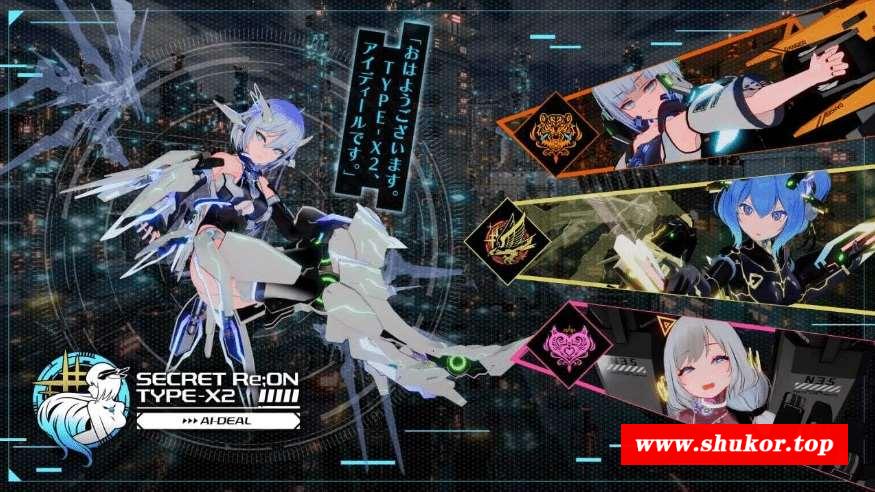 「おはようございます。
TYPE-X2、
アイディールです。」
SECRET Re;ON
TYPE-X2
AI-DEAL
www.shukor.top